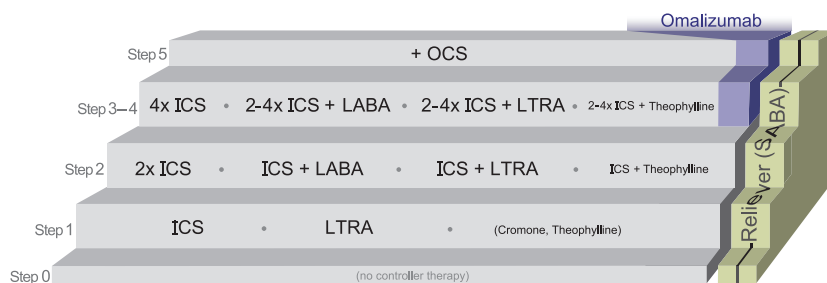 Omalizumab
Step 5 + OCS
Step 3–4 4x ICS • 2-4x ICS + LABA • 2-4x ICS + LTRA • 2-4x ICS + Theophylline
Step 2 2x ICS • ICS + LABA • ICS + LTRA • ICS + Theophylline
Step 1 ICS • LTRA • (Cromone, Theophylline)
Step 0 (no controller therapy)
Reliever (SABA)